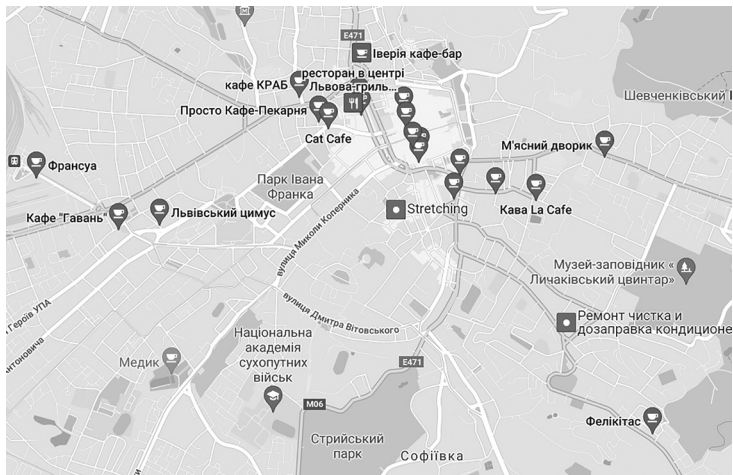 E471
Іверія кафе-бар
ресторан в центрі
Львова-гриль...
кафе КРАБ
Просто Кафе-Пекарня
Cat Cafe
Шевченківський
М'ясний дворик
Франсуа
Парк Івана
Франка
Кафе "Гавань"
Львівський цимус
Stretching
Кава La Cafe
вулиця Миколи Коперника
Музей-заповідник «
Личаківський цвинтар»
Героїв УПА
вулиця Дмитра Вітовського
Ремонт чистка и
дозаправка кондиционе
Національна
академія
сухопутних
військ
Медик
E471
M06
Фелікітас
Стрийський
парк
Софіївка